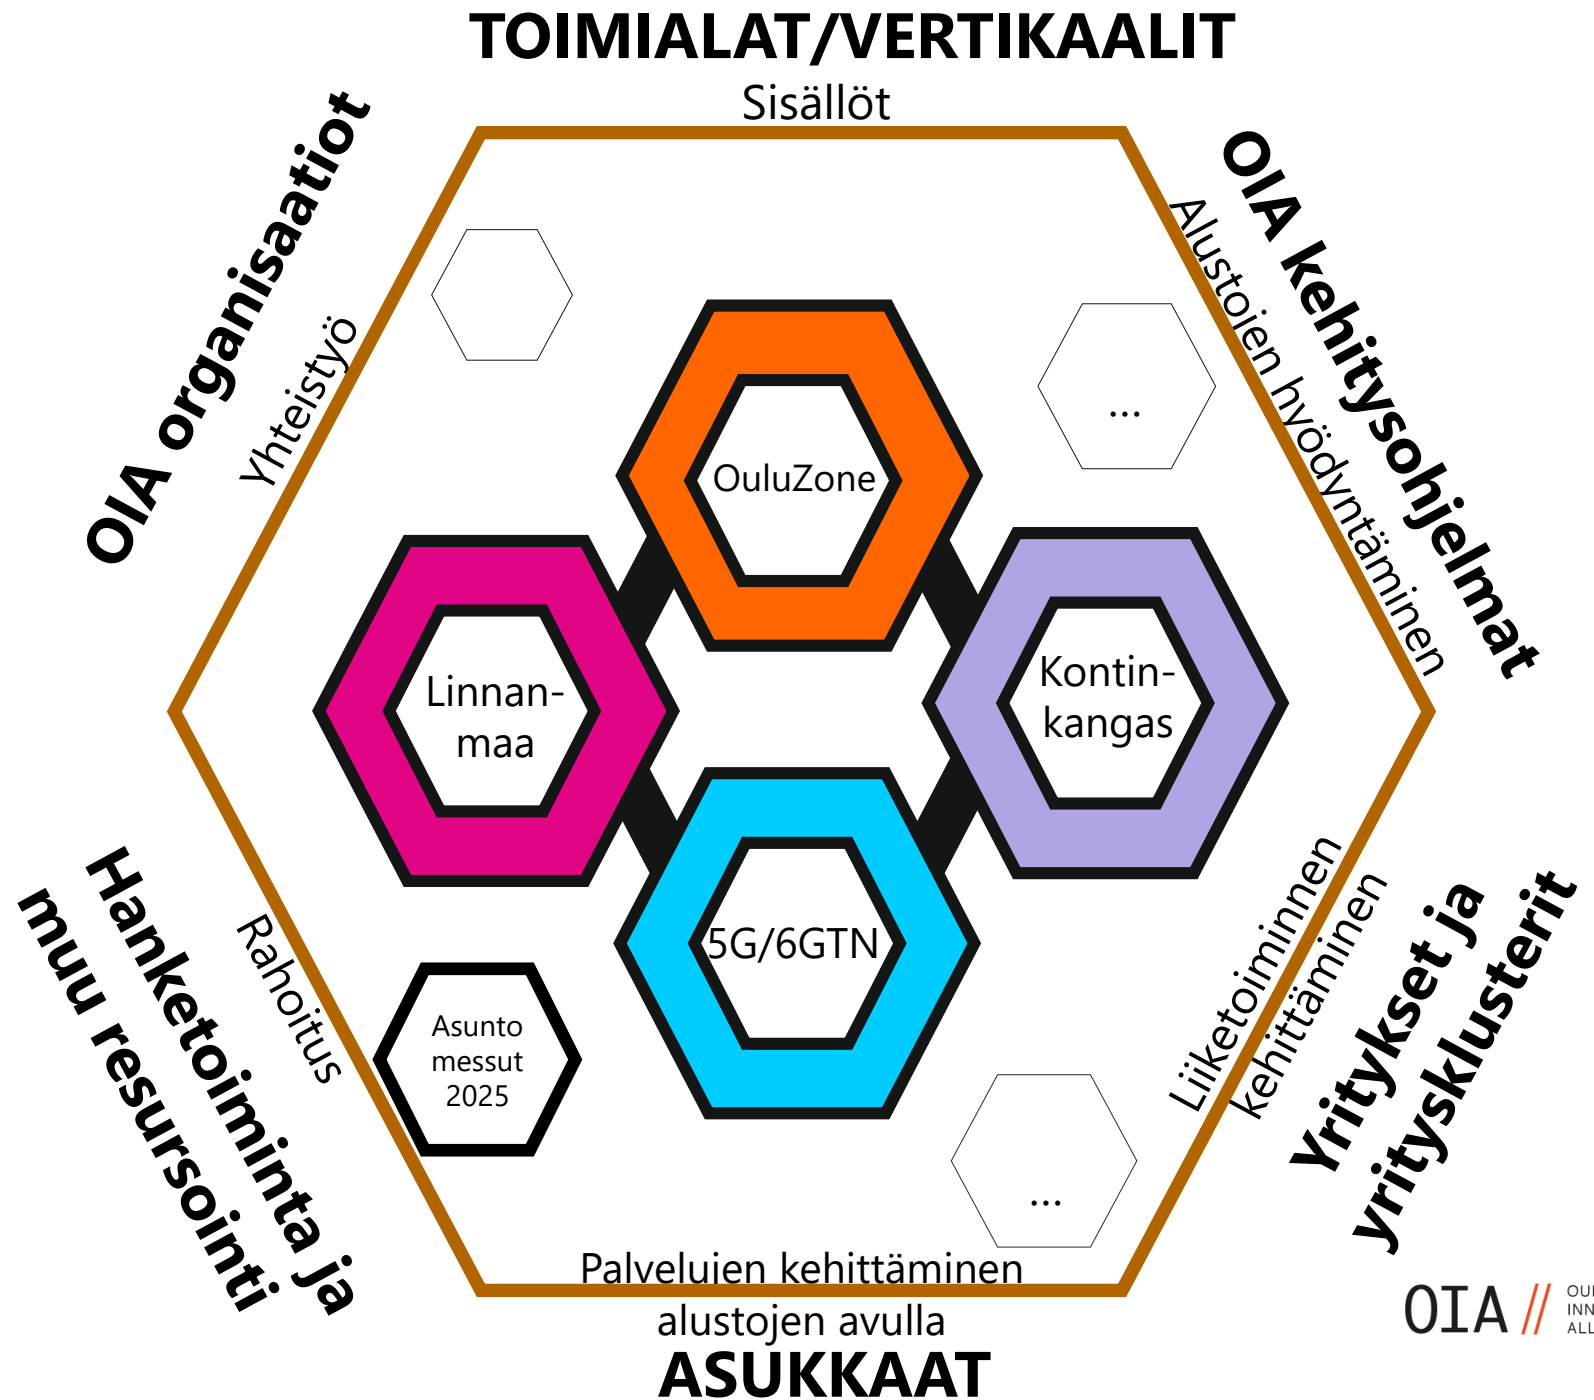 TOIMIALAT/VERTIKAALIT
Sisällöt
OIA organisaatiot
Yhteistyö
OIA kehitysohjelmat
Alustojen hyödyntäminen
...
OuluZone
Linnan-
maa
Kontin-
kangas
5G/6GTN
Asunto
messut
2025
Rahoitus
Hanketoiminta ja
muu resursointi
Liiketoiminnen
kehittäminen
Yritykset ja
yritysklusterit
...
Palvelujen kehittäminen
alustojen avulla
ASUKKAAT
OIA //